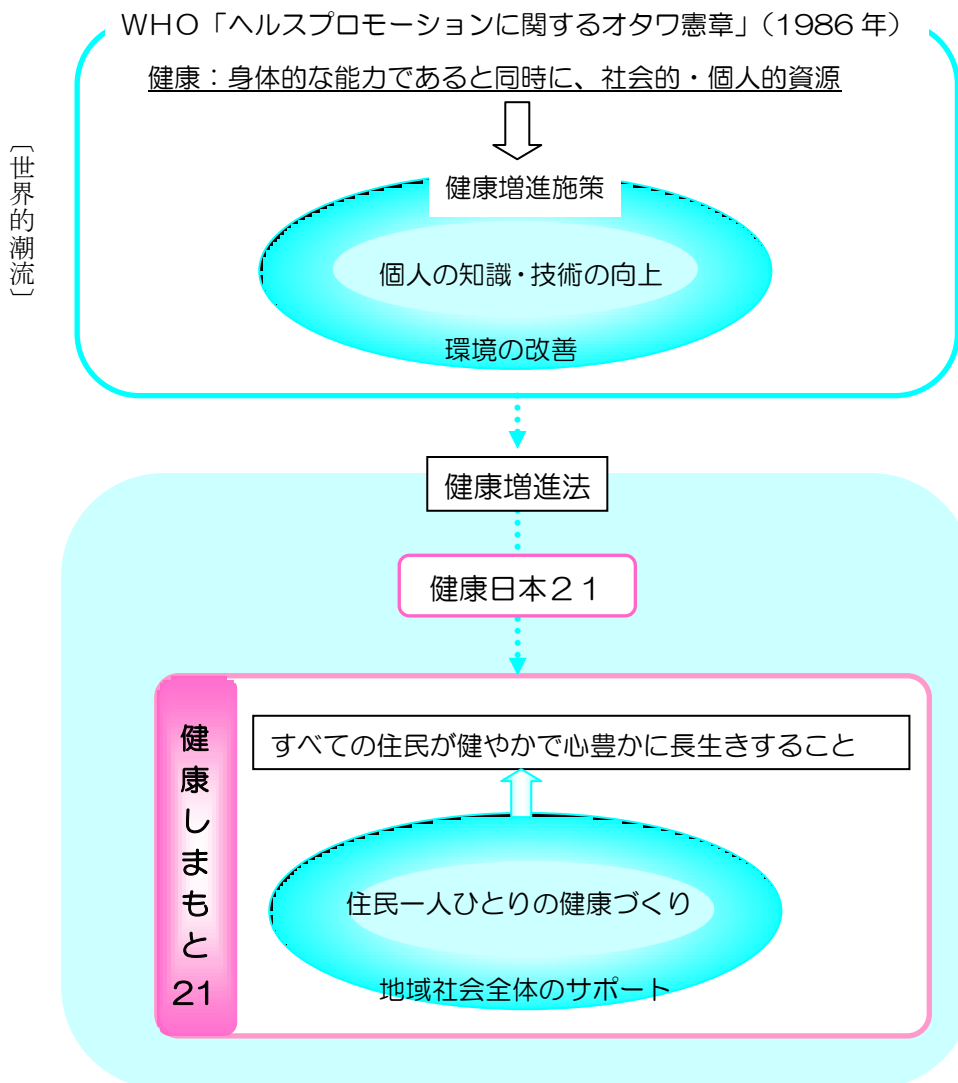 WHO「ヘルスプロモーションに関するオタワ憲章」(1986年)
健康:身体的な能力であると同時に、社会的・個人的資源
〔世界的潮流〕
健康増進施策
個人の知識・技術の向上
環境の改善
健康増進法
健康日本21
健康しまもと21
すべての住民が健やかで心豊かに長生きすること
住民一人ひとりの健康づくり
地域社会全体のサポート